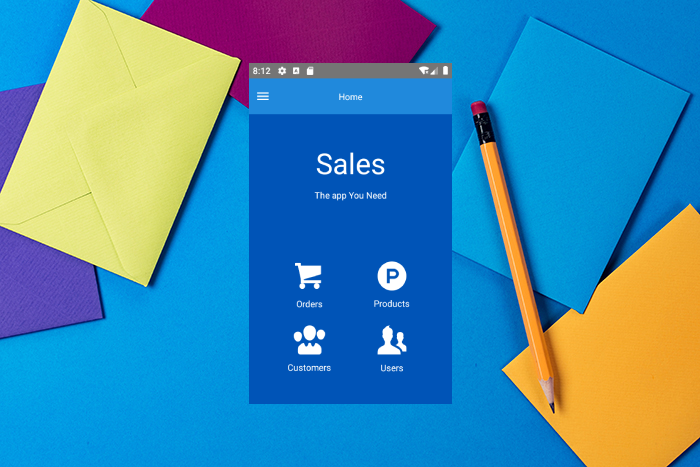 8:12
Home
Sales
The app You Need
P
Orders
Products
Customers
Users